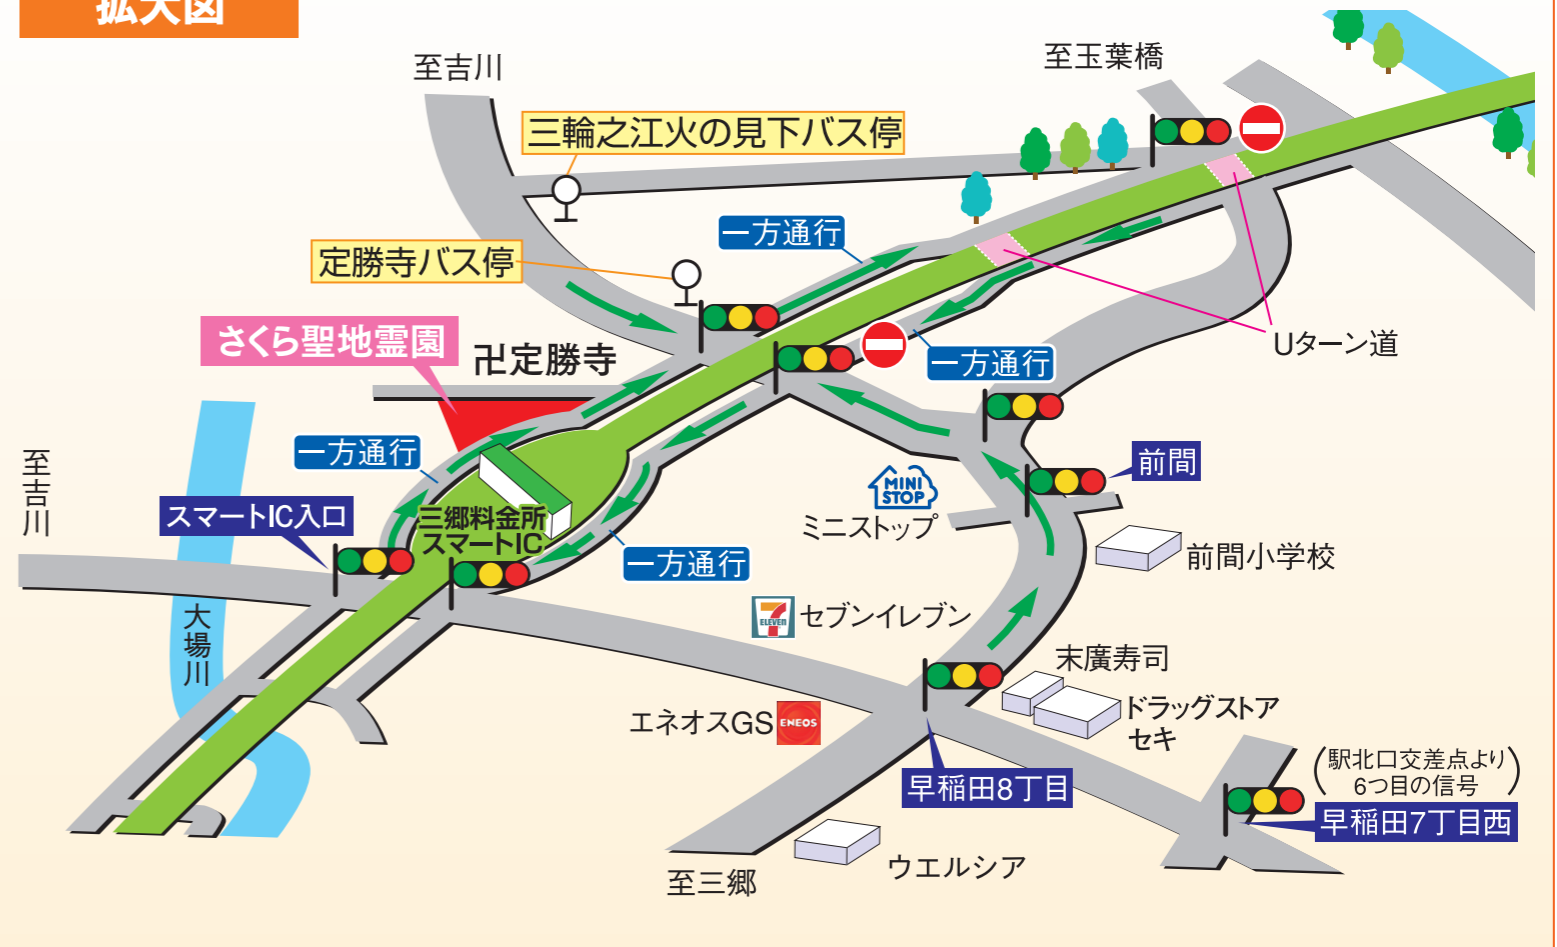 拡大図
至吉川
至玉葉橋
三輪之江火の見下バス停
一方通行
定勝寺バス停
さくら聖地霊園
卍定勝寺
Uターン道
一方通行
一方通行
至吉川
前間
MINI
STOP
ミニストップ
スマートIC入口
三郷料金所
スマートIC
一方通行
前間小学校
大場川
7
ELEVEN
セブンイレブン
末廣寿司
エネオスGS
ENEOS
ドラッグストア
セキ
早稲田8丁目
(駅北口交差点より
6つ目の信号)
早稲田7丁目西
ウエルシア
至三郷